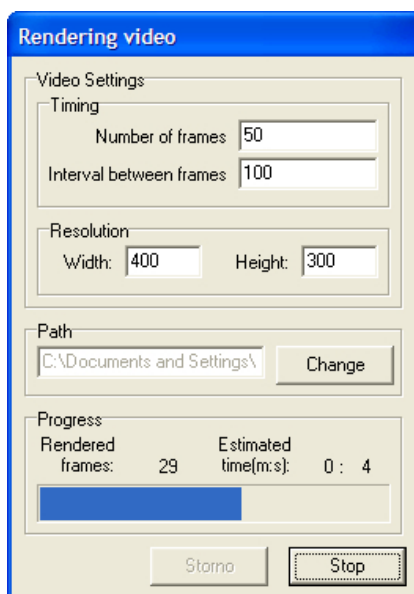 Rendering video
Video Settings
Timing
Number of frames 50
Interval between frames 100
Resolution
Width: 400 Height: 300
Path
C:\Documents and Settings\ Change
Progress
Rendered Estimated
frames: 29 time(m:s): 0 : 4
Storno Stop